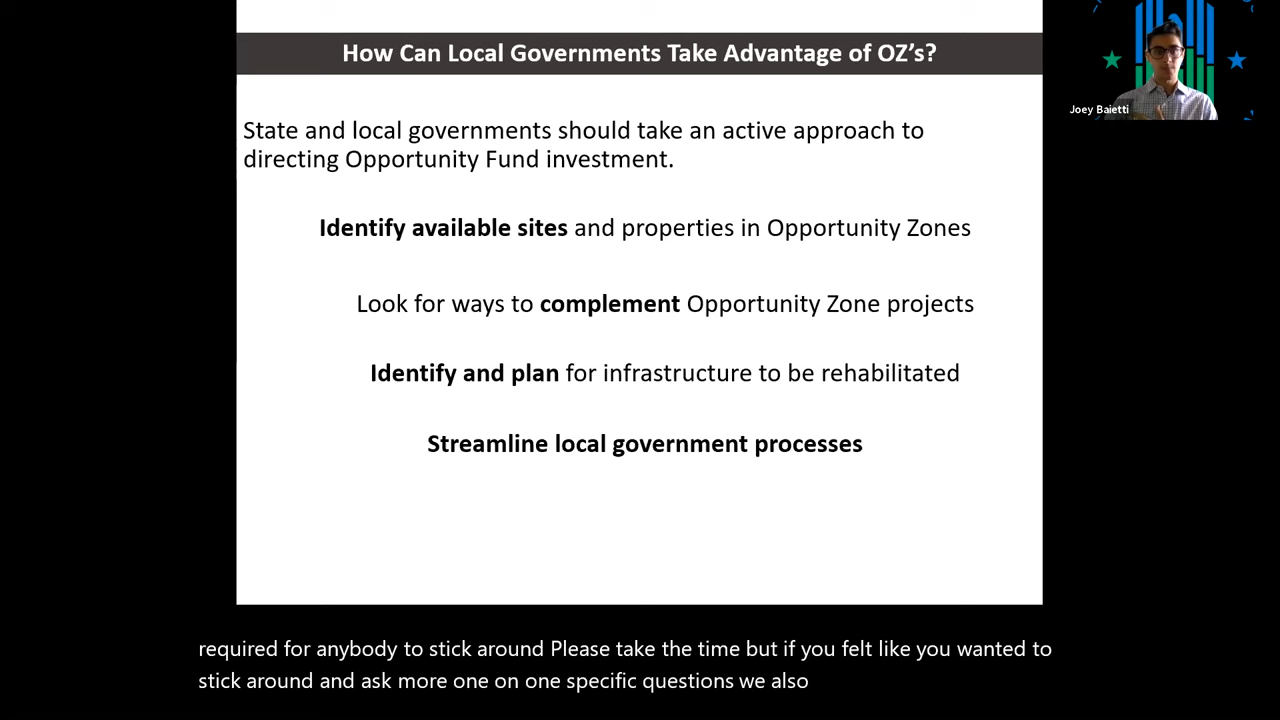 How Can Local Governments Take Advantage of OZ's?
Joey Baietti
State and local governments should take an active approach to
directing Opportunity Fund investment.
Identify available sites and properties in Opportunity Zones
Look for ways to complement Opportunity Zone projects
Identify and plan for infrastructure to be rehabilitated
Streamline local government processes
required for anybody to stick around Please take the time but if you felt like you wanted to
stick around and ask more one on one specific questions we also